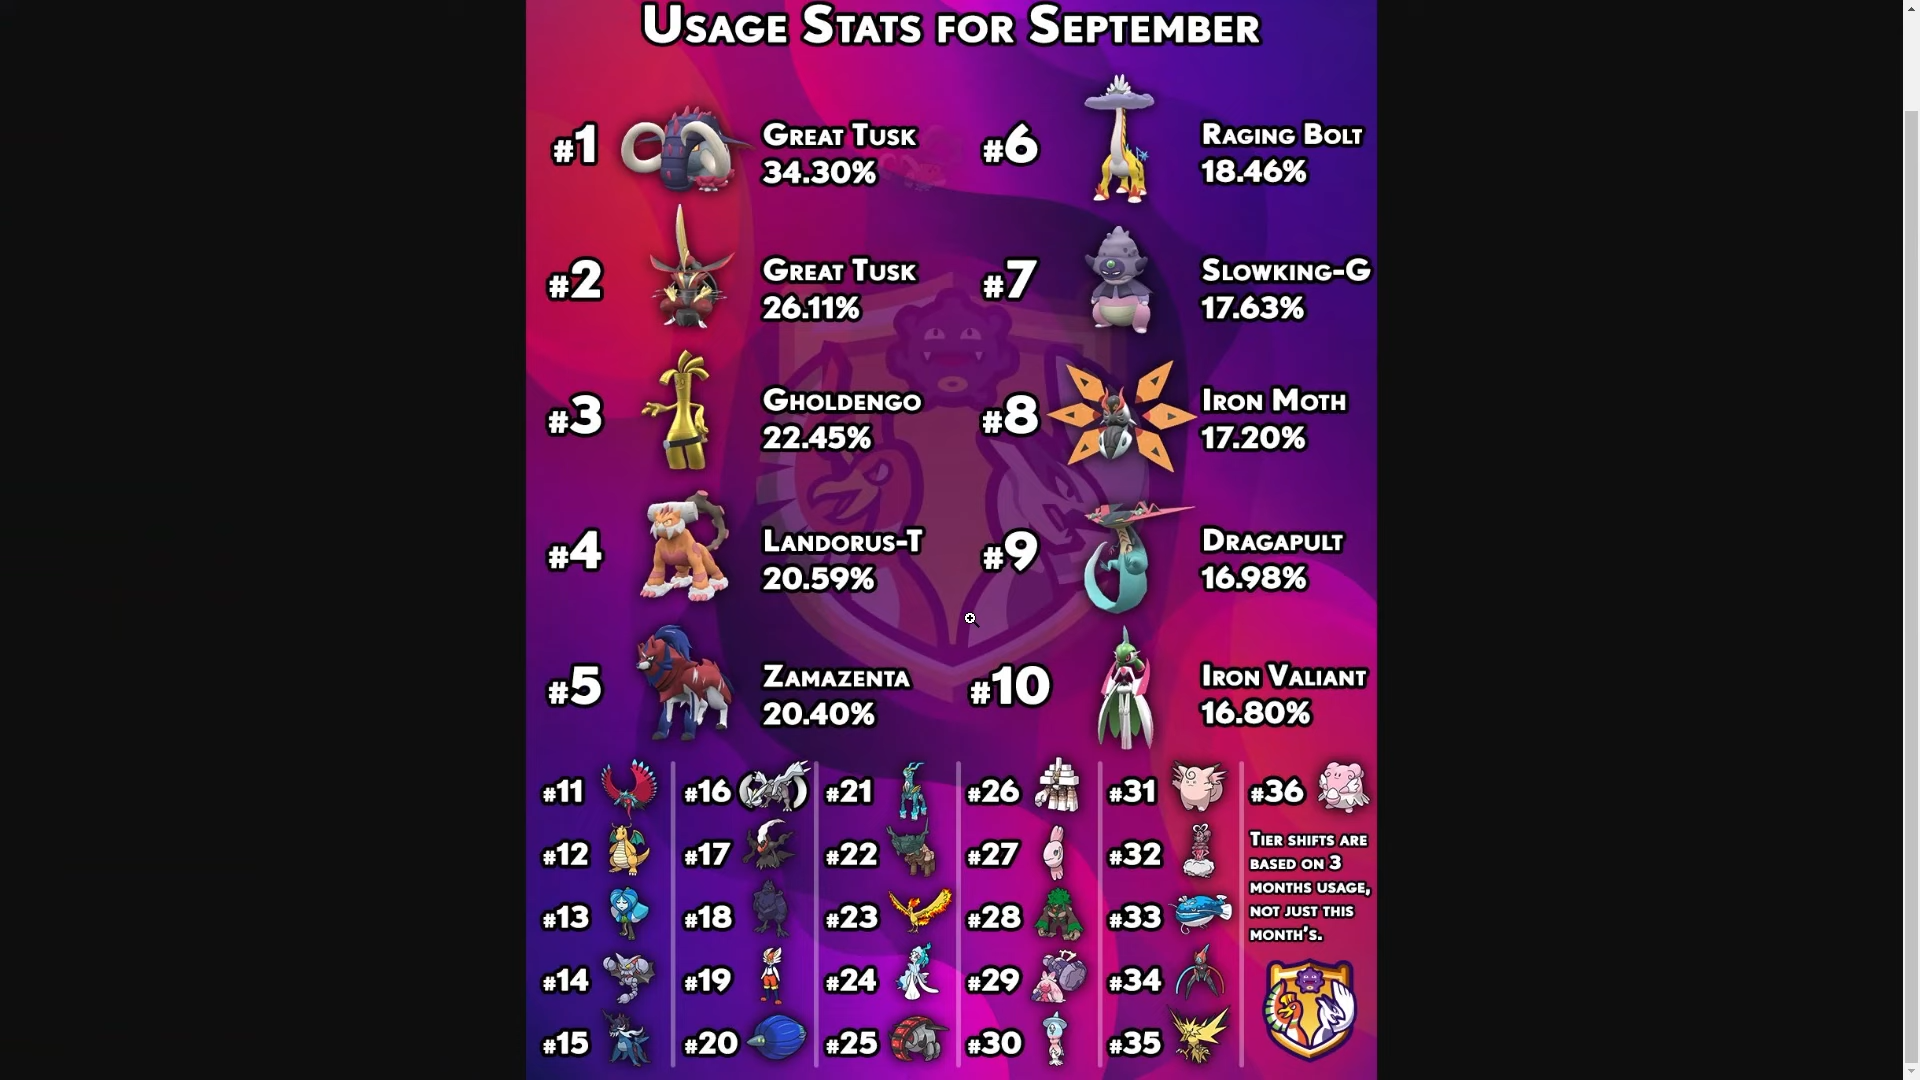 Usage Stats for September
#1
Great Tusk
34.30%
#2
Great Tusk
26.11%
#3
Gholdengo
22.45%
#4
Landorus-T
20.59%
#5
Zamazenta
20.40%
#6
Raging Bolt
18.46%
#7
Slowking-G
17.63%
#8
Iron Moth
17.20%
#9
Dragapult
16.98%
#10
Iron Valiant
16.80%
#11
#12
#13
#14
#15
#16
#17
#18
#19
#20
#21
#22
#23
#24
#25
#26
#27
#28
#29
#30
#31
#32
#33
#34
#35
#36
Tier shifts are
based on 3
months usage,
not just this
month's.